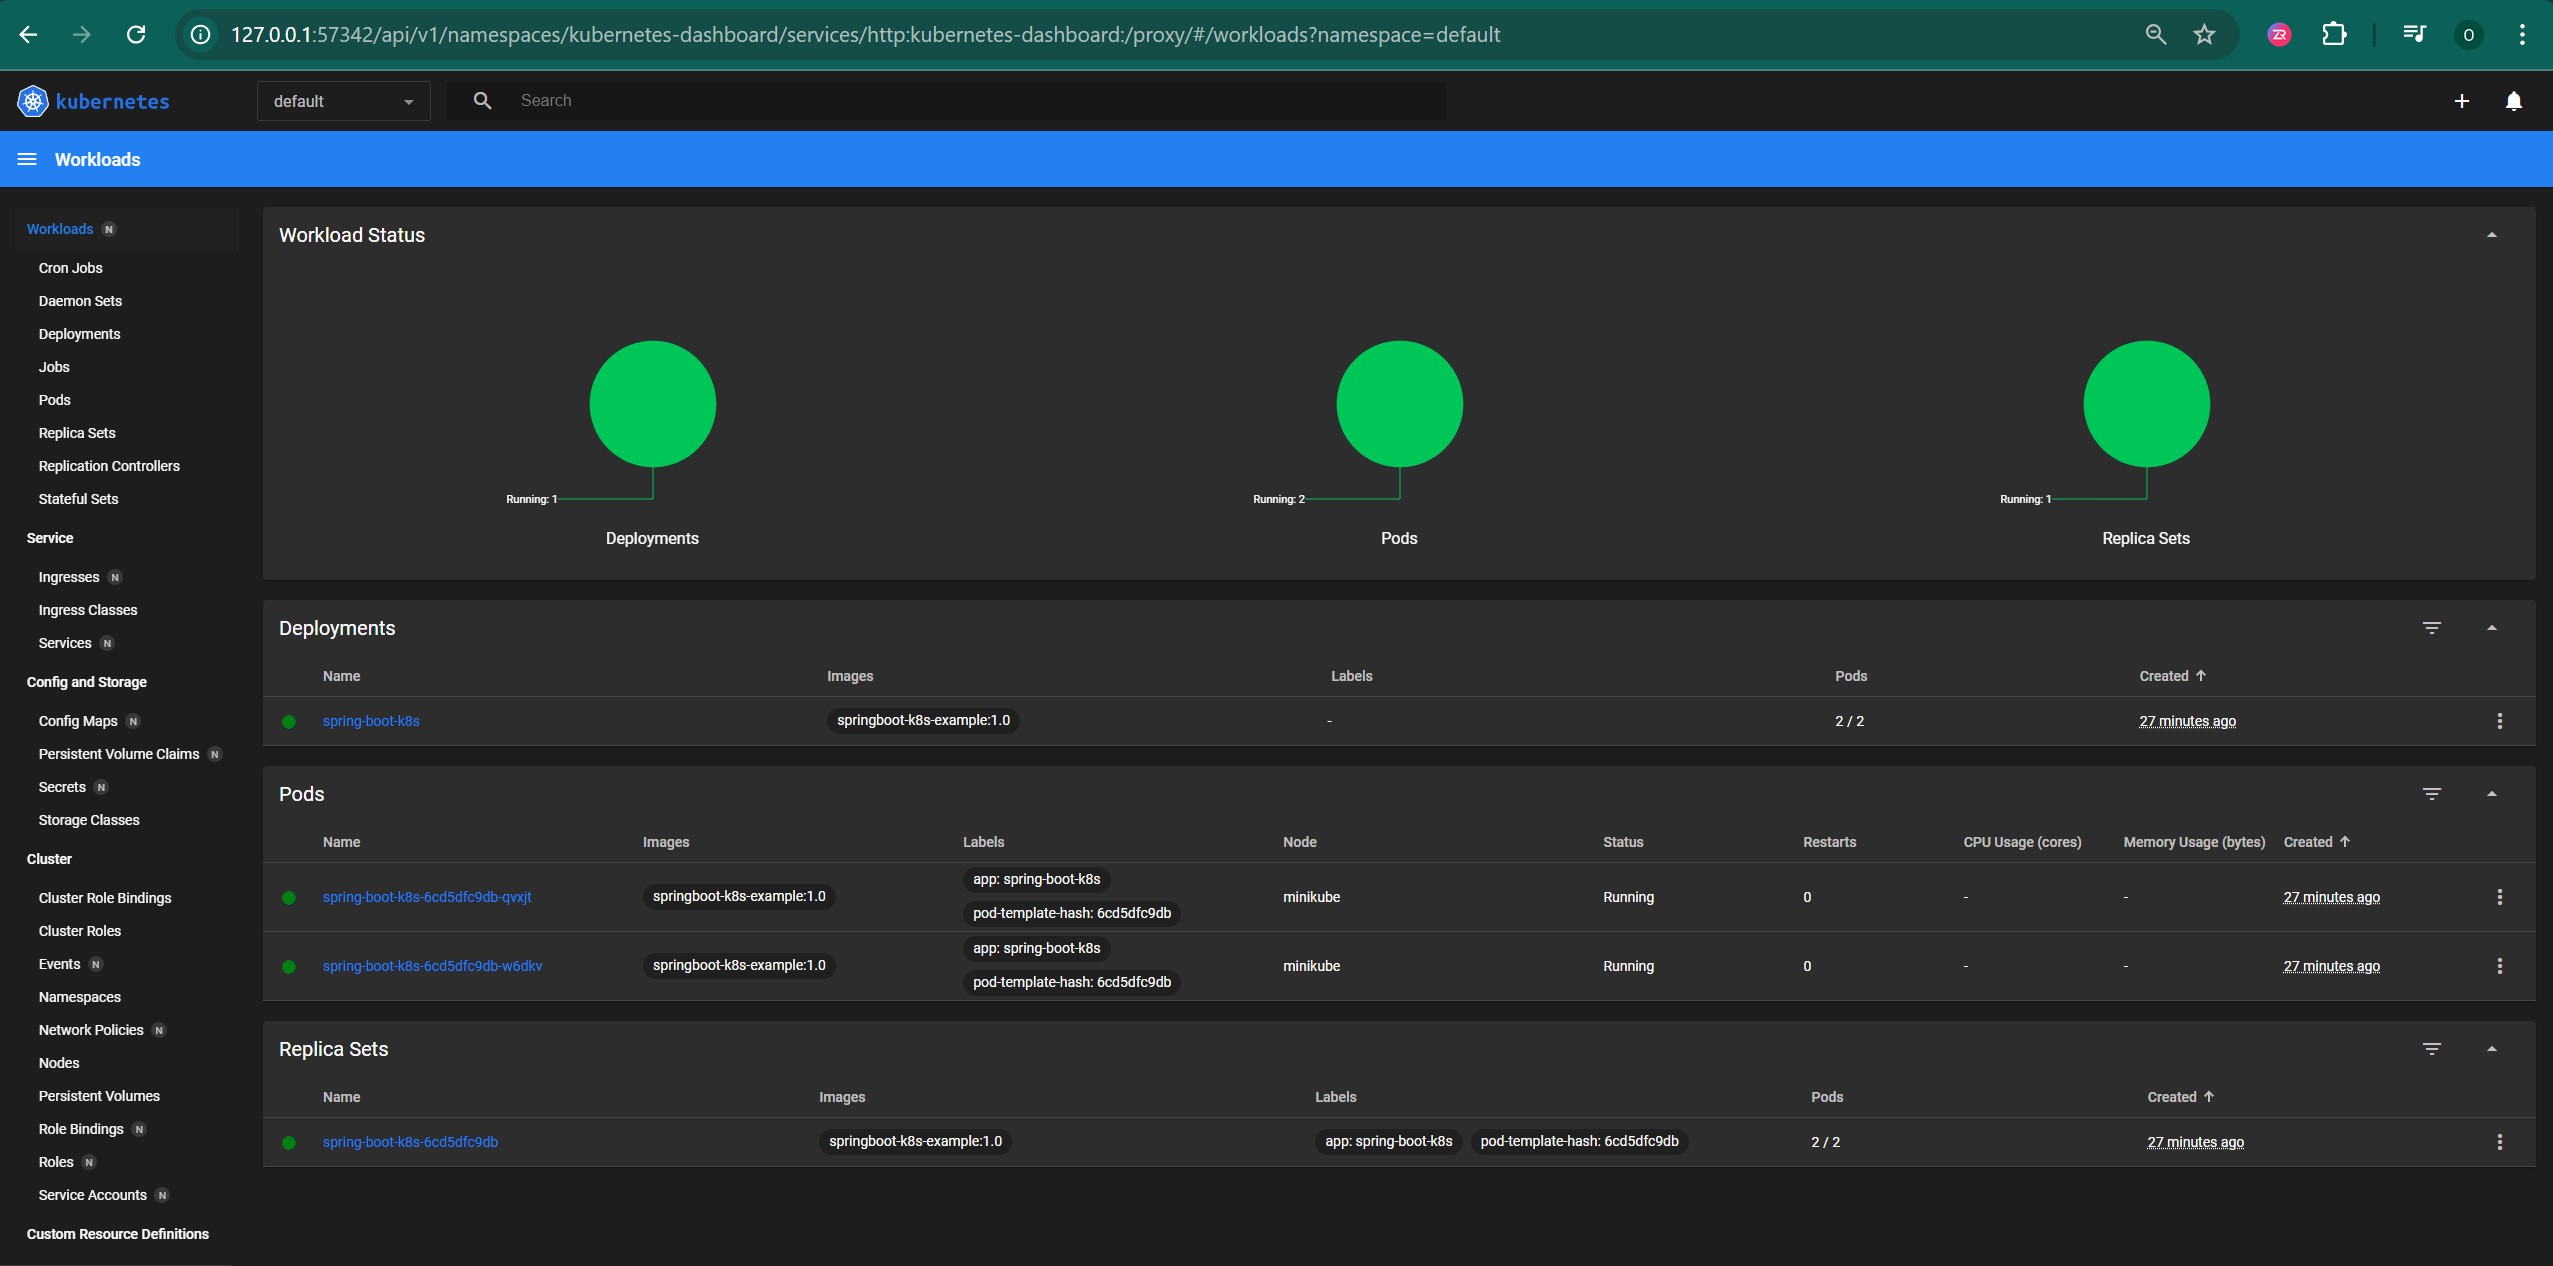 127.0.0.1:57342/api/v1/namespaces/kubernetes-dashboard/services/http:kubernetes-dashboard:/proxy/#/workloads?namespace=default
O
kubernetes
default
Search
Workloads
Workloads N
Cron Jobs
Daemon Sets
Deployments
Jobs
Pods
Replica Sets
Replication Controllers
Stateful Sets
Service
Ingresses N
Ingress Classes
Services N
Config and Storage
Config Maps N
Persistent Volume Claims N
Secrets N
Storage Classes
Cluster
Cluster Role Bindings
Cluster Roles
Events N
Namespaces
Network Policies N
Nodes
Persistent Volumes
Role Bindings N
Roles N
Service Accounts N
Custom Resource Definitions
Workload Status
Running: 1
Deployments
Running: 2
Pods
Running: 1
Replica Sets
Deployments
Name Images Labels Pods Created
spring-boot-k8s springboot-k8s-example:1.0 - 2 / 2 27 minutes ago
Pods
Name Images Labels Node Status Restarts CPU Usage (cores) Memory Usage (bytes) Created
spring-boot-k8s-6cd5dfc9db-qvxjt springboot-k8s-example:1.0 app: spring-boot-k8s pod-template-hash: 6cd5dfc9db minikube Running 0 - - 27 minutes ago
spring-boot-k8s-6cd5dfc9db-w6dkv springboot-k8s-example:1.0 app: spring-boot-k8s pod-template-hash: 6cd5dfc9db minikube Running 0 - - 27 minutes ago
Replica Sets
Name Images Labels Pods Created
spring-boot-k8s-6cd5dfc9db springboot-k8s-example:1.0 app: spring-boot-k8s pod-template-hash: 6cd5dfc9db 2 / 2 27 minutes ago